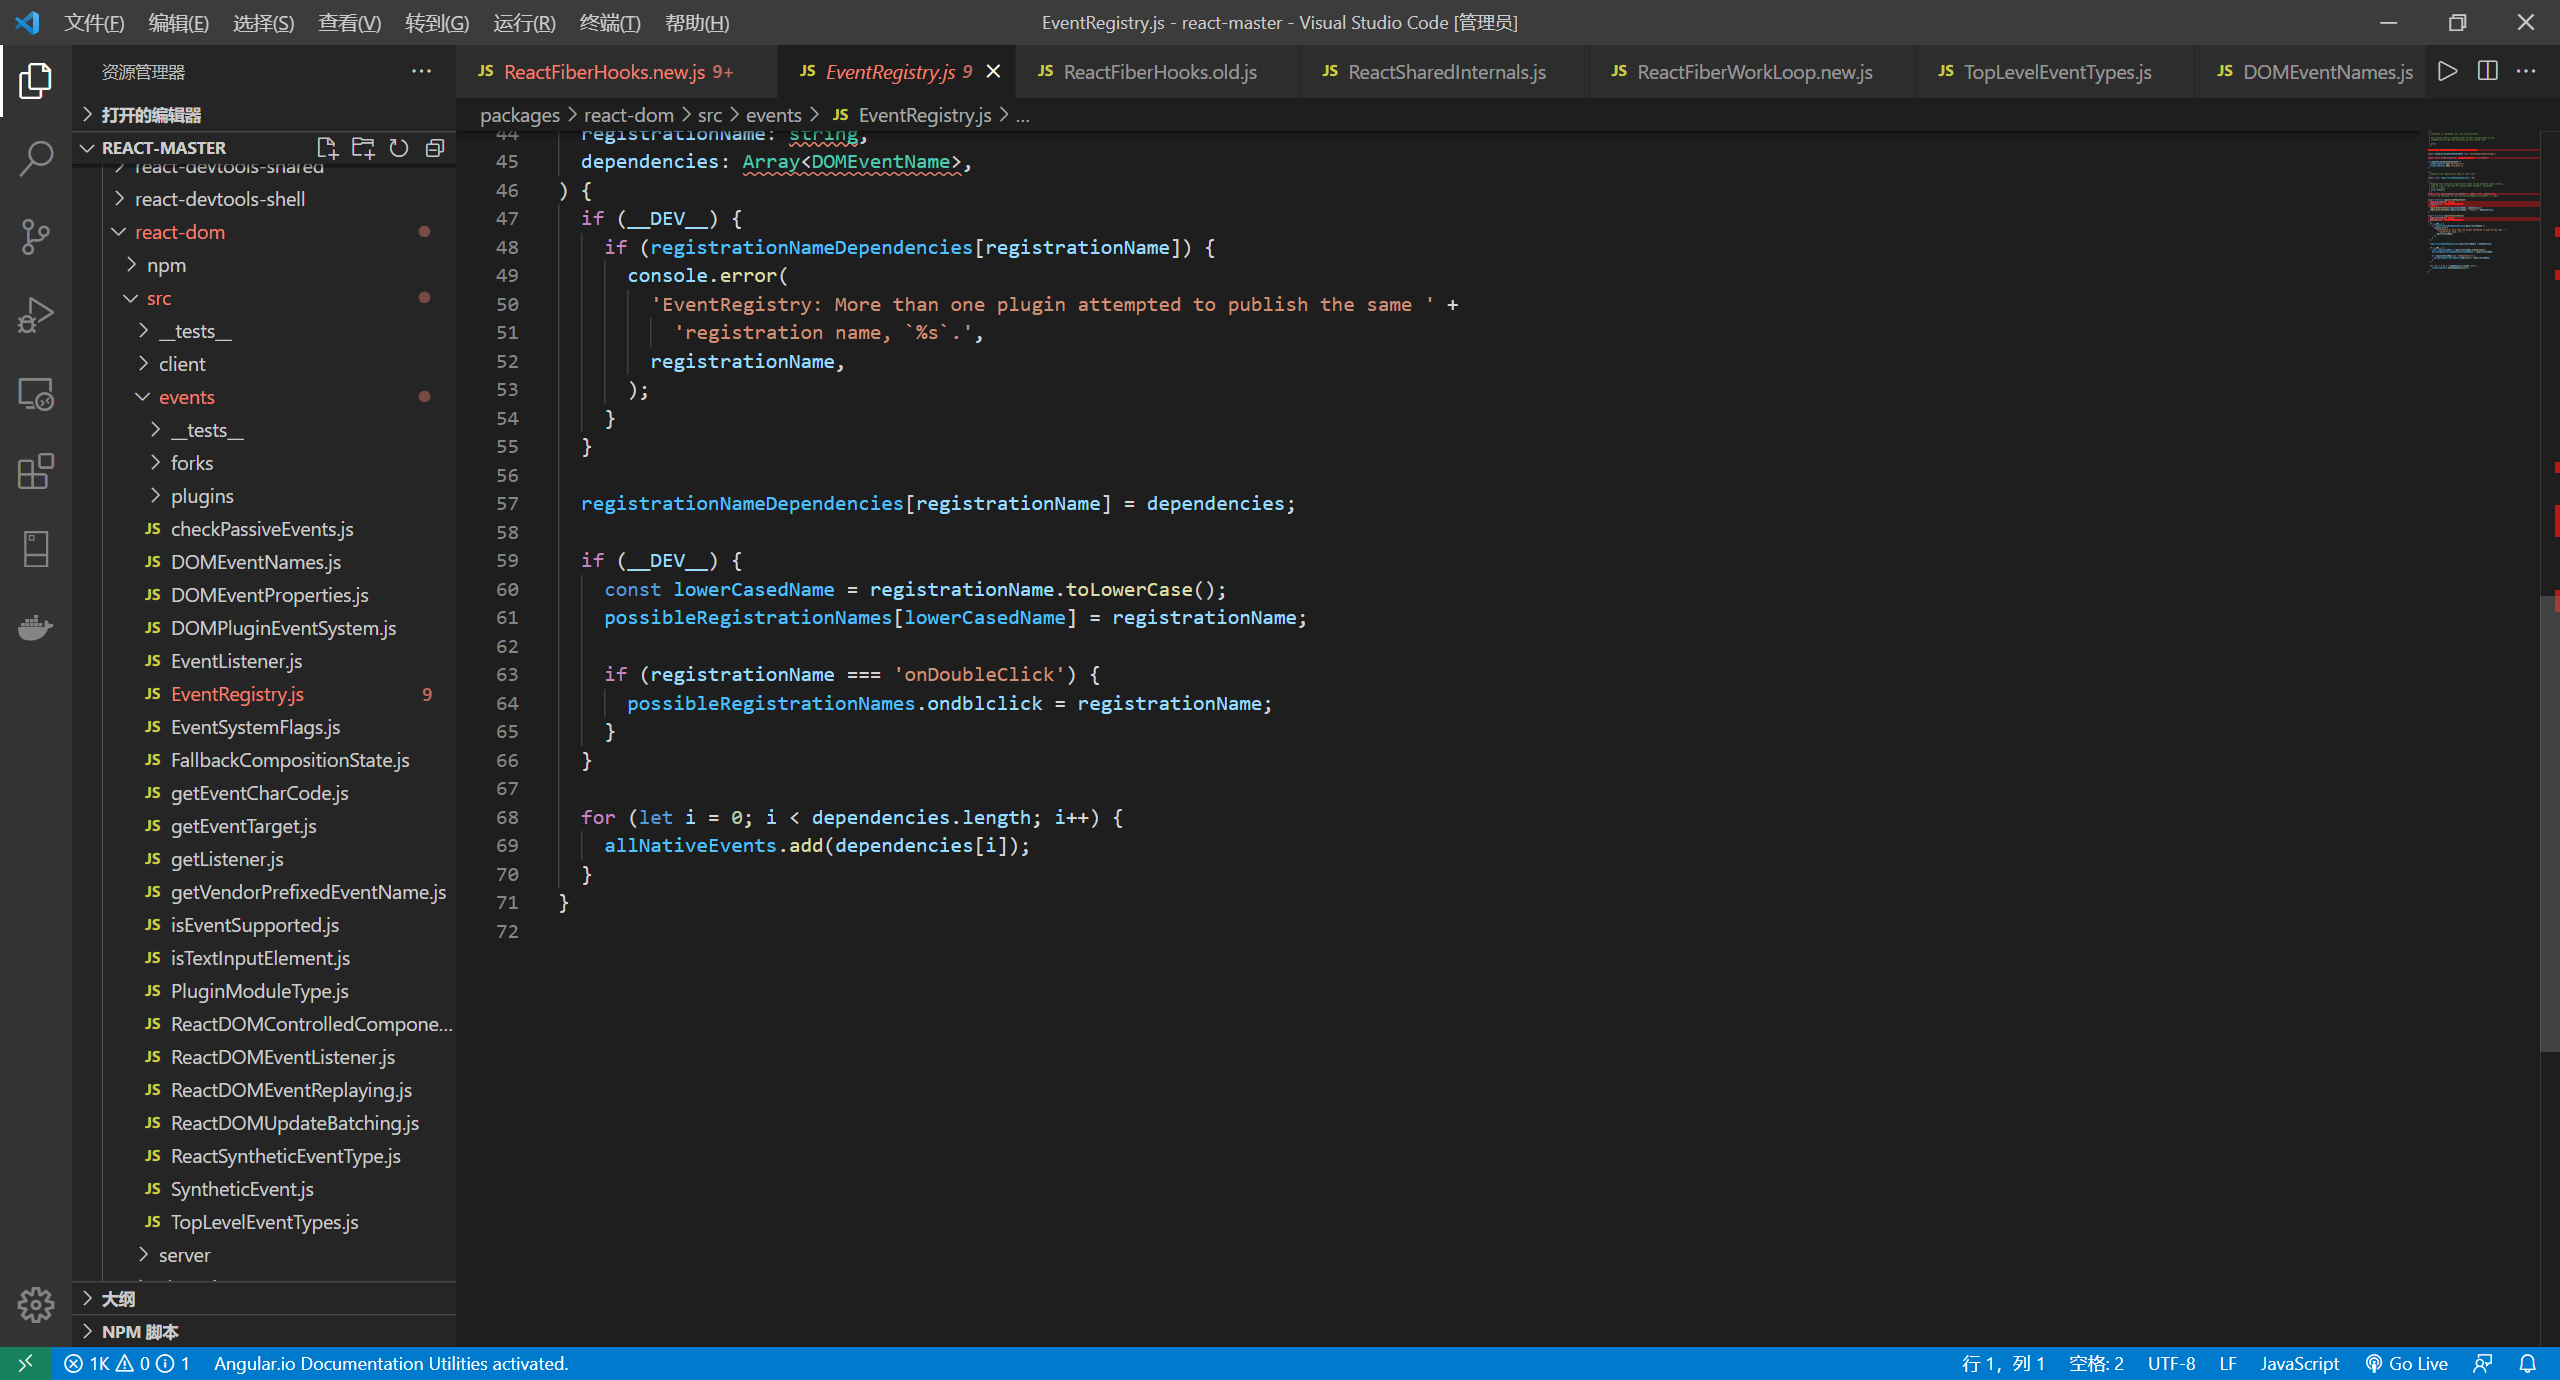 文件(F) 编辑(E) 选择(S) 查看(V) 转到(G) 运行(R) 终端(T) 帮助(H)
EventRegistry.js - react-master - Visual Studio Code [管理员]
资源管理器
打开的编辑器
REACT-MASTER
react-devtools-shared
react-devtools-shell
react-dom
npm
src
__tests__
client
events
__tests__
forks
plugins
JS checkPassiveEvents.js
JS DOMEventNames.js
JS DOMEventProperties.js
JS DOMPluginEventSystem.js
JS EventListener.js
JS EventRegistry.js 9
JS EventSystemFlags.js
JS FallbackCompositionState.js
JS getEventCharCode.js
JS getEventTarget.js
JS getListener.js
JS getVendorPrefixedEventName.js
JS isEventSupported.js
JS isTextInputElement.js
JS PluginModuleType.js
JS ReactDOMControlledCompone...
JS ReactDOMEventListener.js
JS ReactDOMEventReplaying.js
JS ReactDOMUpdateBatching.js
JS ReactSyntheticEventType.js
JS SyntheticEvent.js
JS TopLevelEventTypes.js
server
大纲
NPM 脚本
JS ReactFiberHooks.new.js 9+
JS EventRegistry.js 9
JS ReactFiberHooks.old.js
JS ReactSharedInternals.js
JS ReactFiberWorkLoop.new.js
JS TopLevelEventTypes.js
JS DOMEventNames.js
packages > react-dom > src > events > JS EventRegistry.js > ...
44 registrationName: string,
45 dependencies: Array<DOMEventName>,
46 ) {
47 if (__DEV__) {
48 if (registrationNameDependencies[registrationName]) {
49 console.error(
50 'EventRegistry: More than one plugin attempted to publish the same ' +
51 'registration name, `%s`.',
52 registrationName,
53 );
54 }
55 }
56
57 registrationNameDependencies[registrationName] = dependencies;
58
59 if (__DEV__) {
60 const lowerCasedName = registrationName.toLowerCase();
61 possibleRegistrationNames[lowerCasedName] = registrationName;
62
63 if (registrationName === 'onDoubleClick') {
64 possibleRegistrationNames.ondblclick = registrationName;
65 }
66 }
67
68 for (let i = 0; i < dependencies.length; i++) {
69 allNativeEvents.add(dependencies[i]);
70 }
71 }
72
1K 0 1 Angular.io Documentation Utilities activated.
行 1，列 1 空格: 2 UTF-8 LF JavaScript Go Live